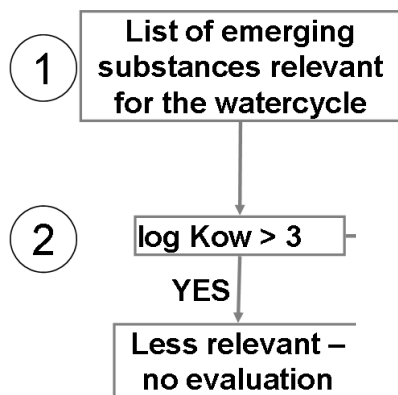 1
List of emerging
substances relevant
for the watercycle
2
log Kow > 3
YES
Less relevant –
no evaluation